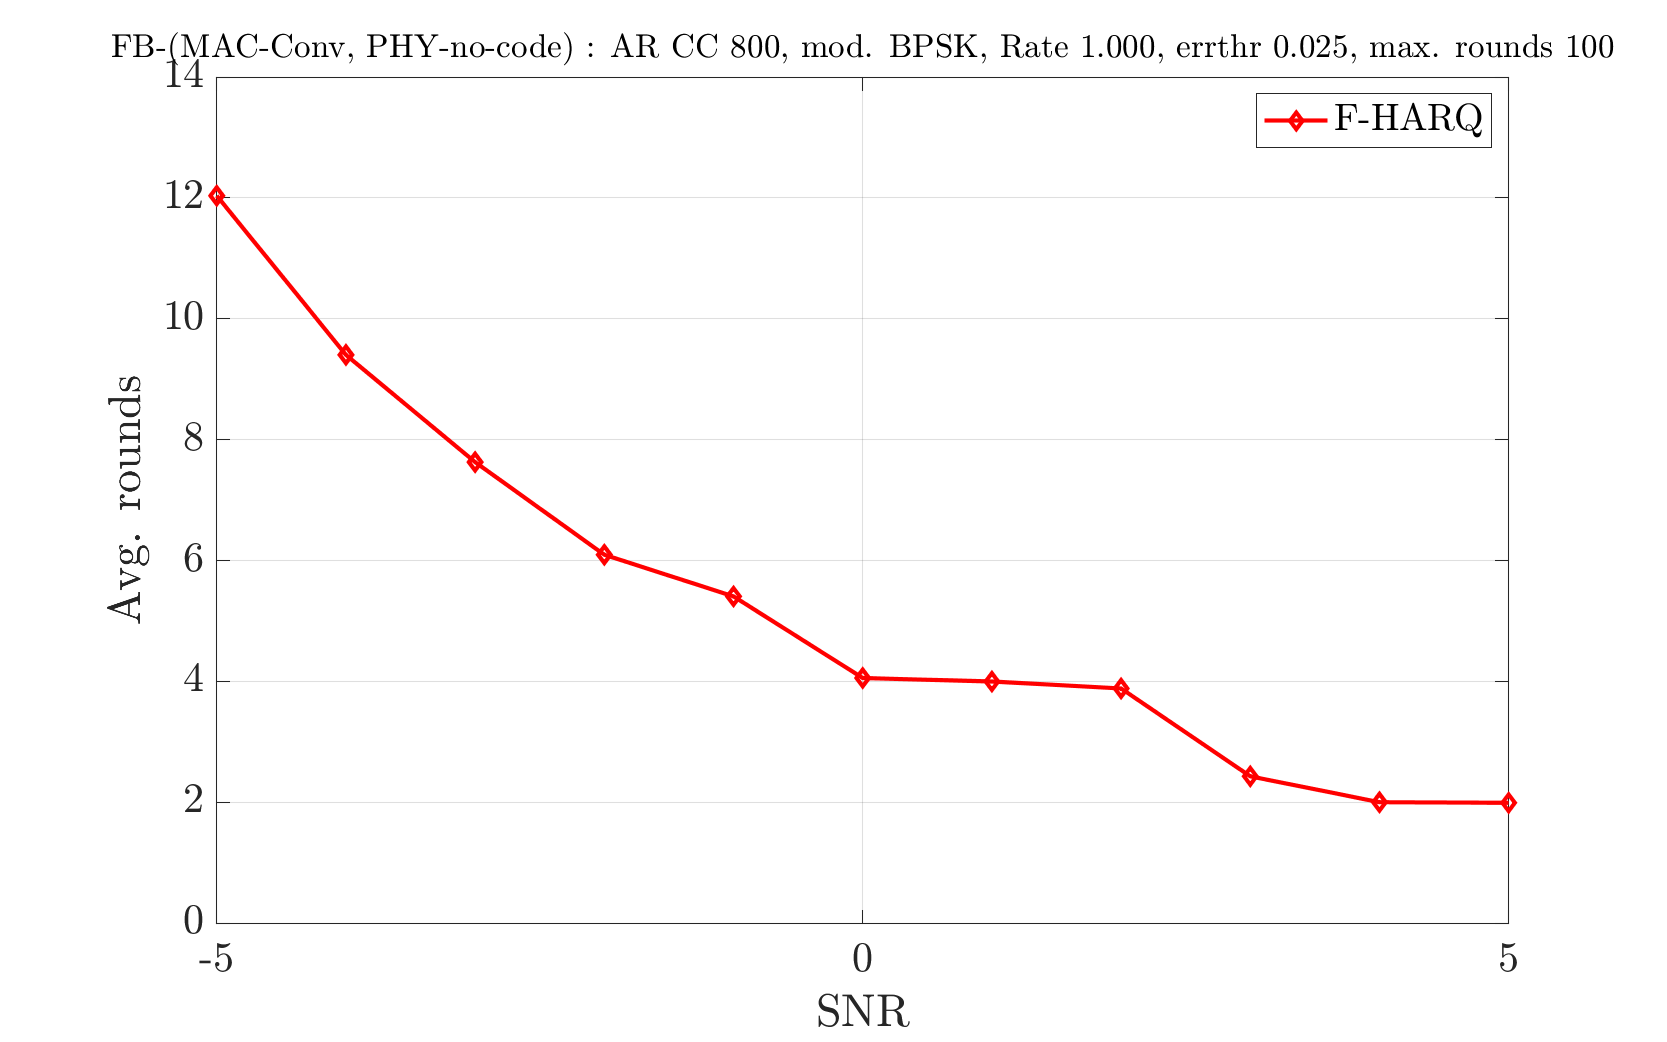 FB-(MAC-Conv, PHY-no-code) : AR CC 800, mod. BPSK, Rate 1.000, errthr 0.025, max. rounds 100
F-HARQ
14
12
10
8
6
4
2
0
Avg. rounds
-5 0 5
SNR